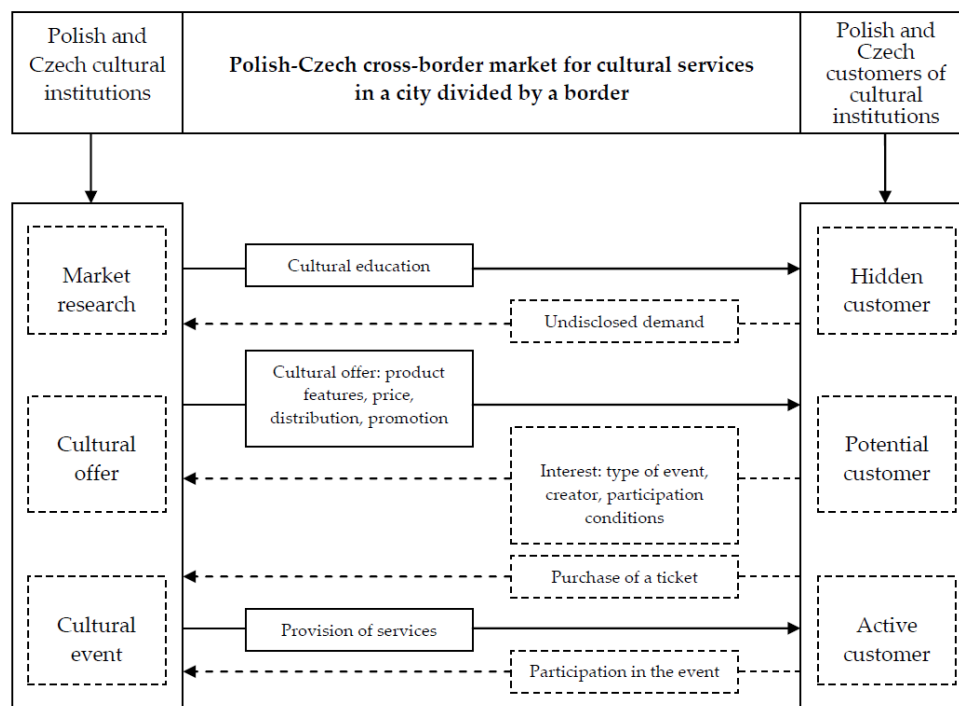 Polish and
Czech cultural
institutions
Polish-Czech cross-border market for cultural services
in a city divided by a border
Polish and
Czech
customers of
cultural
institutions
Market
research
Cultural education
Hidden
customer
Undisclosed demand
Cultural offer: product
features, price,
distribution, promotion
Cultural
offer
Interest: type of event,
creator, participation
conditions
Potential
customer
Purchase of a ticket
Cultural
event
Provision of services
Active
customer
Participation in the event